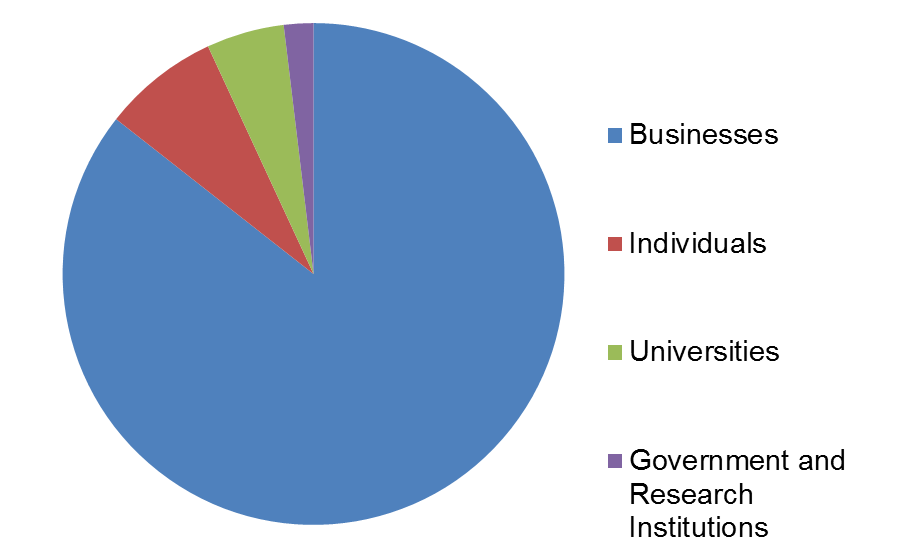 Businesses
Individuals
Universities
Government and
Research
Institutions